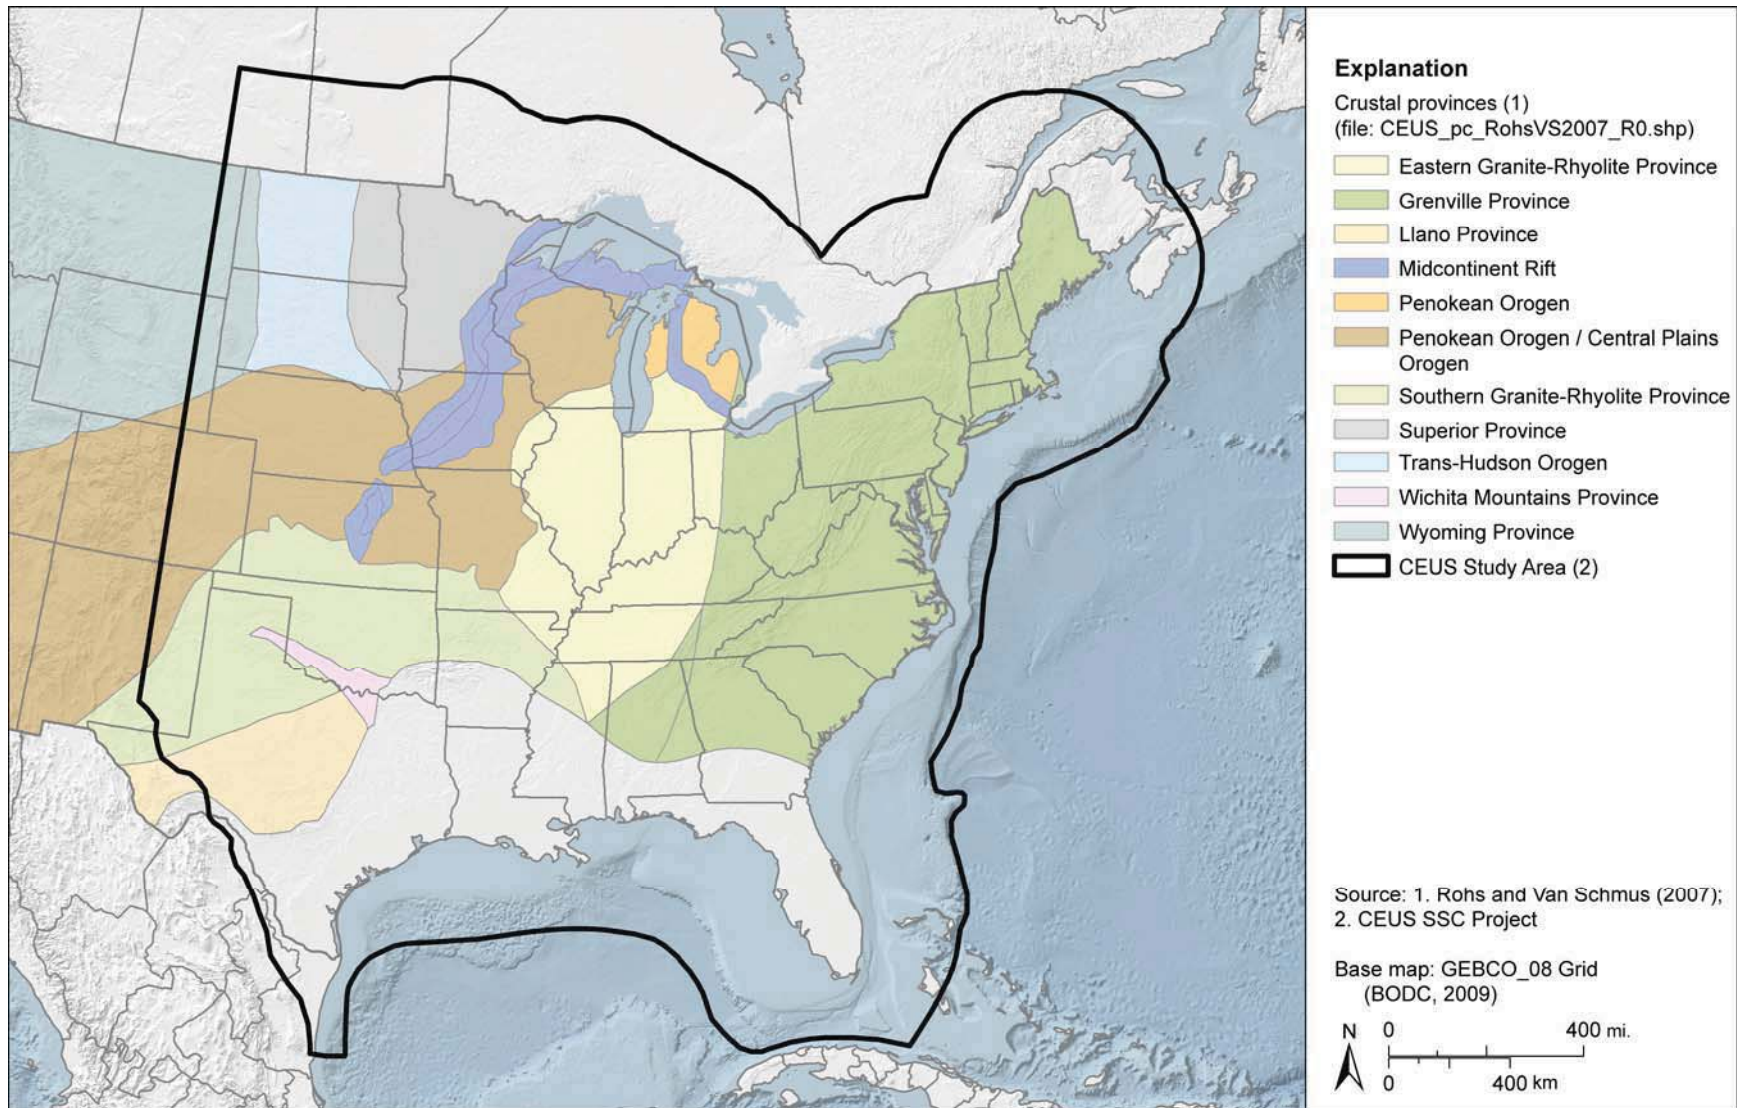 Explanation
Crustal provinces (1)
(file: CEUS_pc_RohsVS2007_R0.shp)
Eastern Granite-Rhyolite Province
Grenville Province
Llano Province
Midcontinent Rift
Penokean Orogen
Penokean Orogen / Central Plains
Orogen
Southern Granite-Rhyolite Province
Superior Province
Trans-Hudson Orogen
Wichita Mountains Province
Wyoming Province
CEUS Study Area (2)
Source: 1. Rohs and Van Schmus (2007);
2. CEUS SSC Project
Base map: GEBCO_08 Grid
(BODC, 2009)
N
0 400 mi.
0 400 km